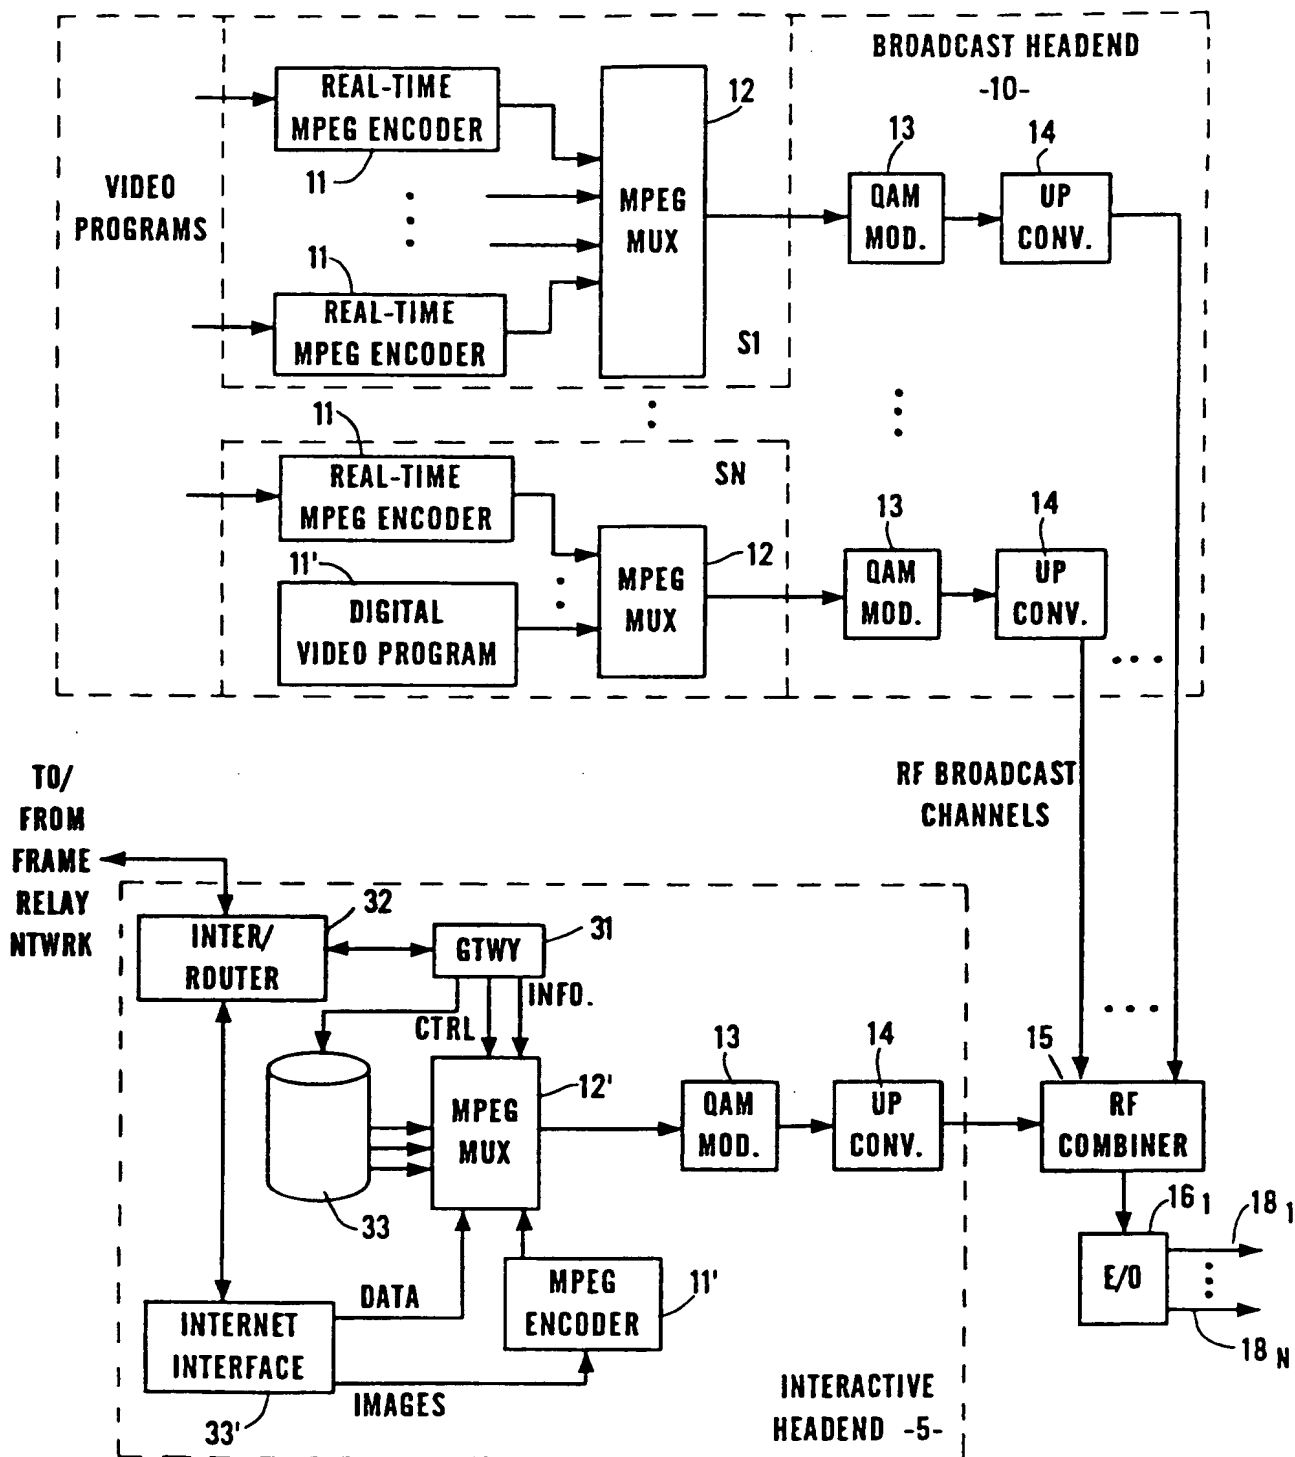 BROADCAST HEADEND
-10-
VIDEO
PROGRAMS
REAL-TIME
MPEG ENCODER
11
11
REAL-TIME
MPEG ENCODER
12
MPEG
MUX
S1
13
QAM
MOD.
14
UP
CONV.
11
REAL-TIME
MPEG ENCODER
SN
11'
DIGITAL
VIDEO PROGRAM
12
MPEG
MUX
13
QAM
MOD.
14
UP
CONV.
RF BROADCAST
CHANNELS
TO/
FROM
FRAME
RELAY
NTWRK
32
INTER/
ROUTER
31
GTWY
CTRL
INFO.
33
12'
MPEG
MUX
13
QAM
MOD.
14
UP
CONV.
15
RF
COMBINER
16 1
E/O
18 1
18 N
DATA
IMAGES
INTERNET
INTERFACE
33'
MPEG
ENCODER
11'
INTERACTIVE
HEADEND -5-